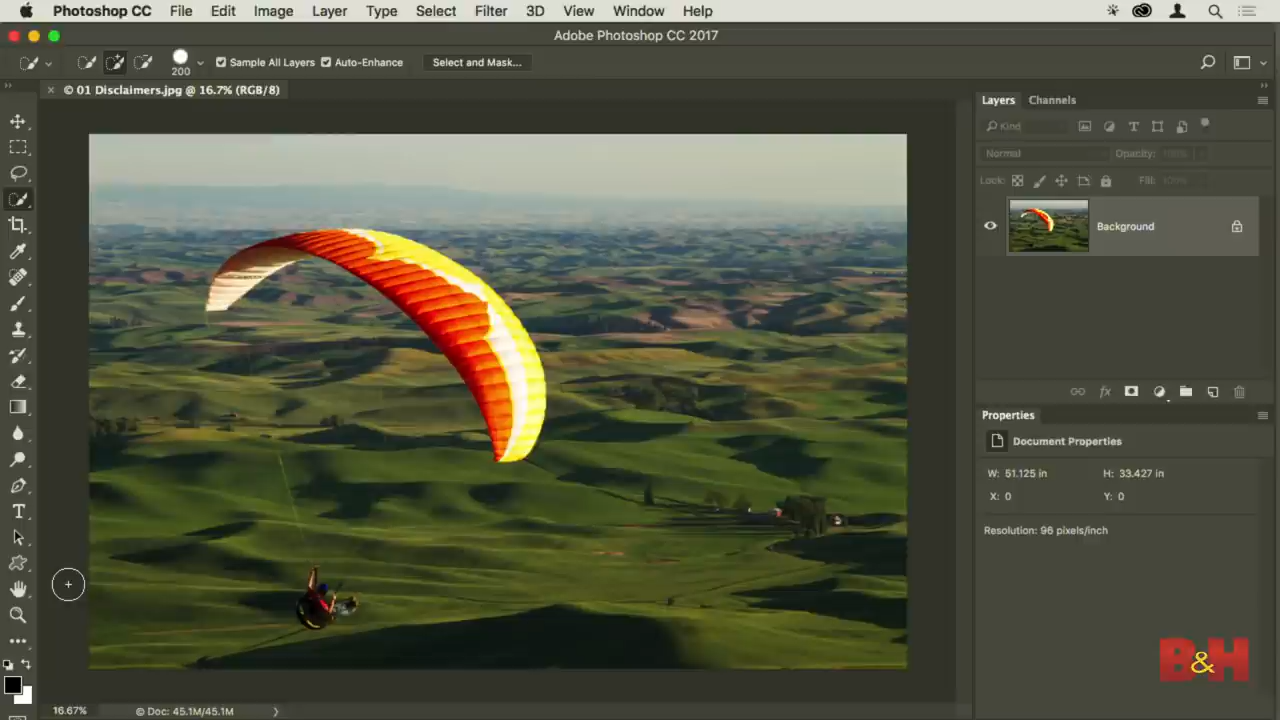 Photoshop CC File Edit Image Layer Type Select Filter 3D View Window Help
Adobe Photoshop CC 2017
200 Sample All Layers Auto-Enhance Select and Mask...
× © 01 Disclaimers.jpg @ 16.7% (RGB/8)
Layers Channels
Kind
Normal Opacity: 100%
Lock: Fill: 100%
Background
Properties
Document Properties
W: 51.125 in H: 33.427 in
X: 0 Y: 0
Resolution: 96 pixels/inch
B&H
16.67% © Doc: 45.1M/45.1M